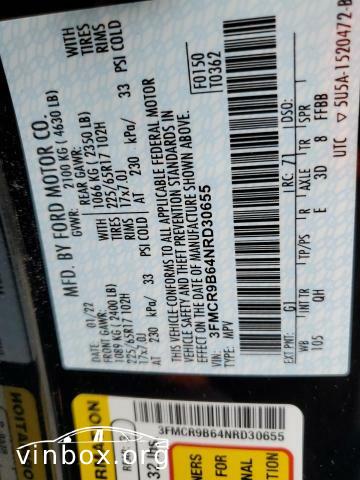 MFD. BY FORD MOTOR CO.
01/22
2100 KG ( 4630 LB)
FRONT GAWR:
1089 KG ( 2400 LB)
225/65R17 102H
17x7.0J
AT 230 kPa/ 33 PSI COLD
REAR GAWR:
1066 KG ( 2350 LB)
225/65R17 102H
17x7.0J
AT 230 kPa/ 33 PSI COLD
WITH
TIRES
RIMS
PSI COLD
WITH
TIRES
RIMS
THIS VEHICLE CONFORMS TO ALL APPLICABLE FEDERAL MOTOR
VEHICLE SAFETY AND THEFT PREVENTION STANDARDS IN
EFFECT ON THE DATE OF MANUFACTURE SHOWN ABOVE.
VIN: 3FMCR9B64NRD30655
TYPE: MPV
F0150
T0362
EXT PNT: G1
RC: 71
DSO:
WB
INT TR
TP/PS
R
AXLE
TR
SPR
105
QH
E
3D
8
FFBB
UTC
5U5A-1520472-B
3FMCR9B64NRD30655
vinbox.org